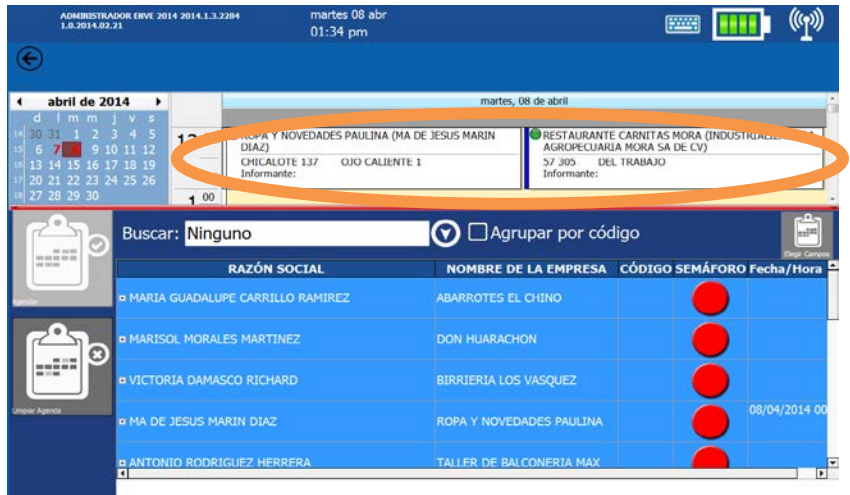 ADMINISTRADOR ENVE 2014 2014.1.3.2284
1.0.2014.02.21
martes 08 abr
01:34 pm
abril de 2014
d l m m j v s
14 30 31 1 2 3 4 5
15 6 7 8 9 10 11 12
16 13 14 15 16 17 18 19
17 20 21 22 23 24 25 26
18 27 28 29 30
martes, 08 de abril
ROPA Y NOVEDADES PAULINA (MA DE JESUS MARIN
DIAZ)
CHICALOTE 137 OJO CALIENTE 1
Informante:
RESTAURANTE CARNITAS MORA
AGROPECUARIA MORA SA
DE CV)
57 305 DEL TRABAJO
Informante:
1 00
Agenda
Buscar: Ninguno
Agrupar por código
Elegir Campos
RAZÓN SOCIAL NOMBRE DE LA EMPRESA CÓDIGO SEMÁFORO Fecha/Hora
MARIA GUADALUPE CARRILLO RAMIREZ ABARROTES EL CHINO
MARISOL MORALES MARTINEZ DON HUARACHON
VICTORIA DAMASCO RICHARD BIRRIERIA LOS VASQUEZ
Limpiar Agenda
MA DE JESUS MARIN DIAZ ROPA Y NOVEDADES PAULINA 08/04/2014 00
ANTONIO RODRIGUEZ HERRERA TALLER DE BALCONERIA MAX